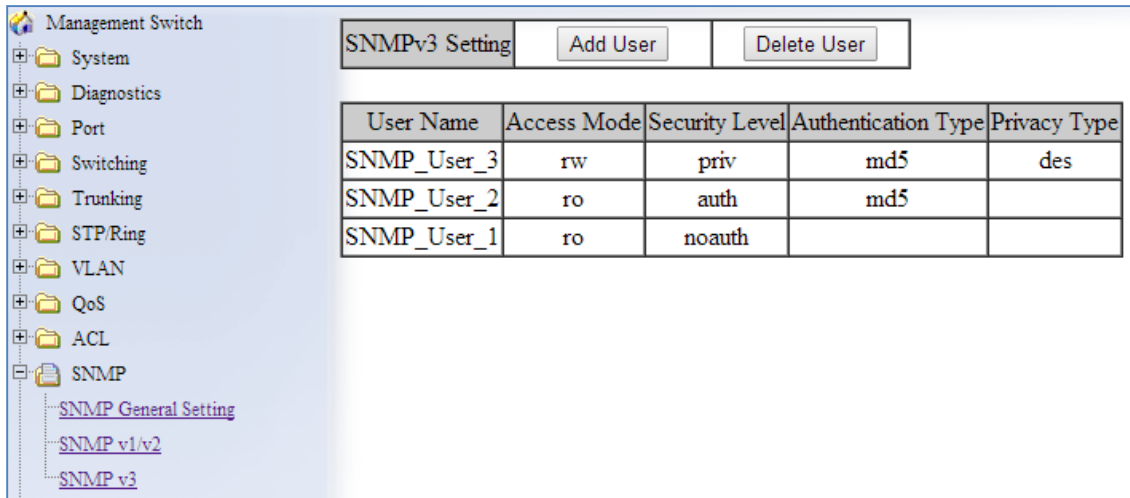 Management Switch
System
Diagnostics
Port
Switching
Trunking
STP/Ring
VLAN
QoS
ACL
SNMP
SNMP General Setting
SNMP v1/v2
SNMP v3
SNMPv3 Setting Add User Delete User
User Name Access Mode Security Level Authentication Type Privacy Type
SNMP_User_3 rw priv md5 des
SNMP_User_2 ro auth md5
SNMP_User_1 ro noauth